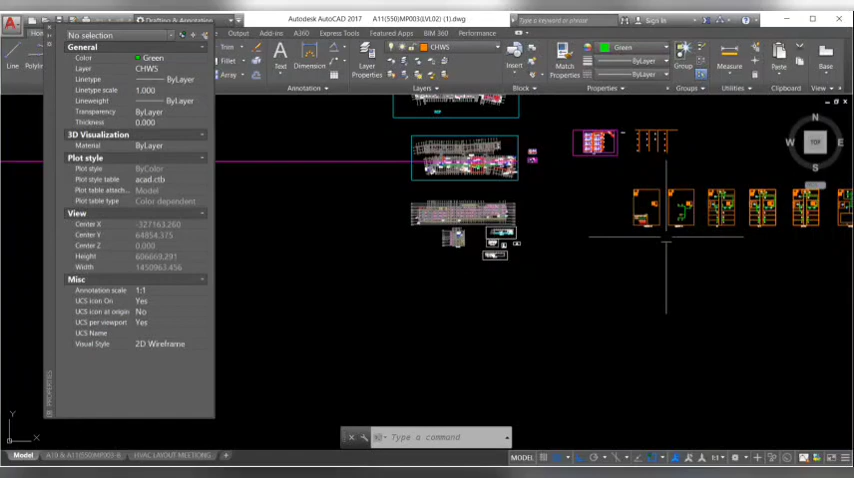 Drafting & Annotation
Autodesk AutoCAD 2017 A11(550)MP003(LVL02) (1).dwg
Type a keyword or phrase
Sign In
Output Add-ins A360 Express Tools Featured Apps BIM 360 Performance
Line
Trim
Fillet
Array
Text
Dimension
Annotation
Layer
Properties
CHWS
Layers
Insert
Block
Match
Properties
Green
ByLayer
ByLayer
Properties
Group
Groups
Measure
Utilities
Paste
Clipboard
Base
View
No selection
General
Color Green
Layer CHWS
Linetype ByLayer
Linetype scale 1.000
Lineweight ByLayer
Transparency ByLayer
Thickness 0.000
3D Visualization
Material ByLayer
Plot style
Plot style ByColor
Plot style table acad.ctb
Plot table attach... Model
Plot table type Color dependent
View
Center X -327163.260
Center Y 64854.375
Center Z 0.000
Height 606669.291
Width 1450963.456
Misc
Annotation scale 1:1
UCS icon On Yes
UCS icon at origin No
UCS per viewport Yes
UCS Name
Visual Style 2D Wireframe
PROPERTIES
N
W TOP E
S
Y
X
Type a command
Model A10 & A11(550)MP003-B HVAC LAYOUT MEETIONG +
MODEL